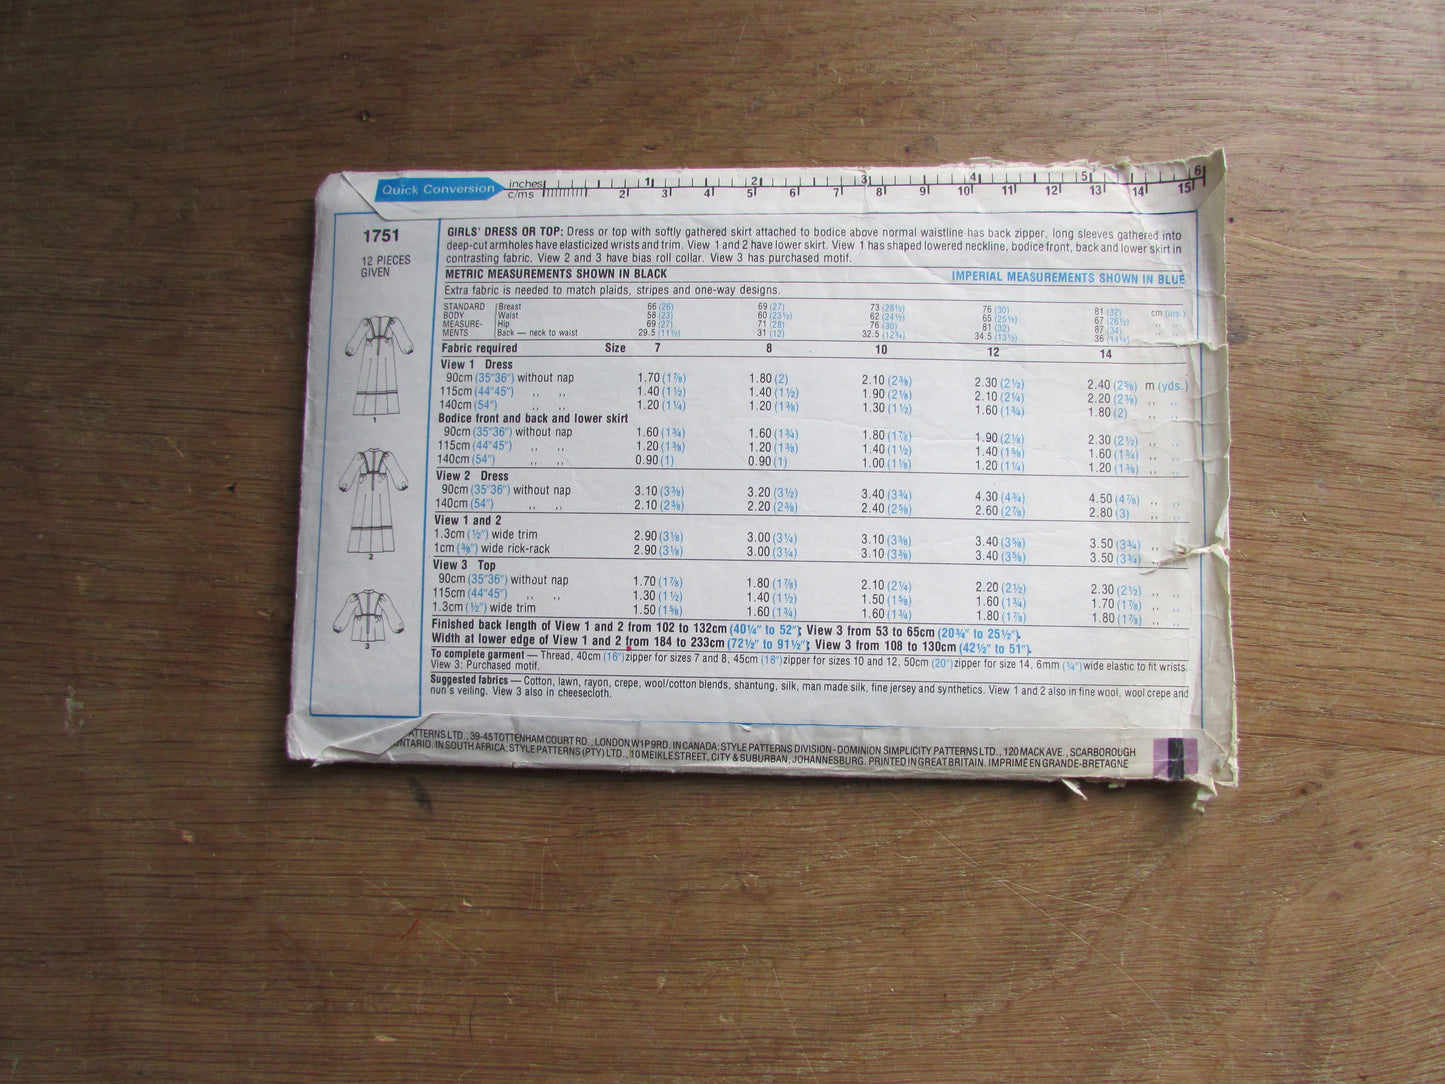 Quick Conversion inches 1 2 3 4 5 6
c/ms 2 3 4 5 6 7 8 9 10 11 12 13 14 15
1751
12 PIECES
GIVEN
1
2
3
GIRLS' DRESS OR TOP: Dress or top with softly gathered skirt attached to bodice above normal waistline has back zipper, long sleeves gathered into
deep-cut armholes have elasticized wrists and trim. View 1 and 2 have lower skirt. View 1 has shaped lowered neckline, bodice front, back and lower skirt in
contrasting fabric. View 2 and 3 have bias roll collar. View 3 has purchased motif.
METRIC MEASUREMENTS SHOWN IN BLACK IMPERIAL MEASUREMENTS SHOWN IN BLUE
Extra fabric is needed to match plaids, stripes and one-way designs.
STANDARD Breast 66 (26) 69 (27) 73 (28½) 76 (30) 81 (32) cm (ins.)
BODY Waist 58 (23) 60 (23½) 62 (24½) 65 (25½) 67 (26½) ,, ,,
MEASURE- Hip 69 (27) 71 (28) 76 (30) 81 (32) 87 (34) ,, ,,
MENTS Back — neck to waist 29.5 (11½) 31 (12) 32.5 (12¾) 34.5 (13½) 36 (14¼) ,, ,,
Fabric required Size 7 8 10 12 14
View 1 Dress
90cm (35"36") without nap 1.70 (1⅞) 1.80 (2) 2.10 (2⅜) 2.30 (2½) 2.40 (2⅝) m (yds.)
115cm (44"45") ,, ,, 1.40 (1½) 1.40 (1½) 1.90 (2⅛) 2.10 (2¼) 2.20 (2⅜) ,, ,,
140cm (54") ,, ,, 1.20 (1¼) 1.20 (1⅜) 1.30 (1½) 1.60 (1¾) 1.80 (2) ,, ,,
Bodice front and back and lower skirt
90cm (35"36") without nap 1.60 (1¾) 1.60 (1¾) 1.80 (1⅞) 1.90 (2⅛) 2.30 (2½) ,, ,,
115cm (44"45") ,, ,, 1.20 (1⅜) 1.20 (1⅜) 1.40 (1½) 1.40 (1⅝) 1.60 (1¾) ,, ,,
140cm (54") ,, ,, 0.90 (1) 0.90 (1) 1.00 (1⅛) 1.20 (1¼) 1.20 (1⅜) ,, ,,
View 2 Dress
90cm (35"36") without nap 3.10 (3⅜) 3.20 (3½) 3.40 (3¾) 4.30 (4¾) 4.50 (4⅞) ,, ,,
140cm (54") ,, ,, 2.10 (2⅜) 2.20 (2⅜) 2.40 (2⅝) 2.60 (2⅞) 2.80 (3) ,, ,,
View 1 and 2
1.3cm (½") wide trim 2.90 (3⅛) 3.00 (3¼) 3.10 (3⅜) 3.40 (3⅝) 3.50 (3¾) ,,
1cm (⅜") wide rick-rack 2.90 (3⅛) 3.00 (3¼) 3.10 (3⅜) 3.40 (3⅝) 3.50 (3¾) ,,
View 3 Top
90cm (35"36") without nap 1.70 (1⅞) 1.80 (1⅞) 2.10 (2¼) 2.20 (2½) 2.30 (2½) ,, ,,
115cm (44"45") ,, ,, 1.30 (1½) 1.40 (1½) 1.50 (1⅝) 1.60 (1¾) 1.70 (1⅞) ,, ,,
1.3cm (½") wide trim 1.50 (1⅝) 1.60 (1¾) 1.60 (1¾) 1.80 (1⅞) 1.80 (1⅞) ,, ,,
Finished back length of View 1 and 2 from 102 to 132cm (40¼" to 52"); View 3 from 53 to 65cm (20¾" to 25½").
Width at lower edge of View 1 and 2 from 184 to 233cm (72½" to 91½"); View 3 from 108 to 130cm (42½" to 51").
To complete garment — Thread, 40cm (16") zipper for sizes 7 and 8, 45cm (18") zipper for sizes 10 and 12, 50cm (20") zipper for size 14, 6mm (¼") wide elastic to fit wrists
View 3: Purchased motif.
Suggested fabrics — Cotton, lawn, rayon, crepe, wool/cotton blends, shantung, silk, man made silk, fine jersey and synthetics. View 1 and 2 also in fine wool, wool crepe and
nun's veiling. View 3 also in cheesecloth.
ATTERNS LTD., 39-45 TOTTENHAM COURT RD., LONDON W1P 9RD. IN CANADA: STYLE PATTERNS DIVISION - DOMINION SIMPLICITY PATTERNS LTD., 120 MACK AVE., SCARBOROUGH
ONTARIO. IN SOUTH AFRICA: STYLE PATTERNS (PTY) LTD., 10 MEIKLE STREET, CITY & SUBURBAN, JOHANNESBURG. PRINTED IN GREAT BRITAIN. IMPRIMÉ EN GRANDE-BRETAGNE